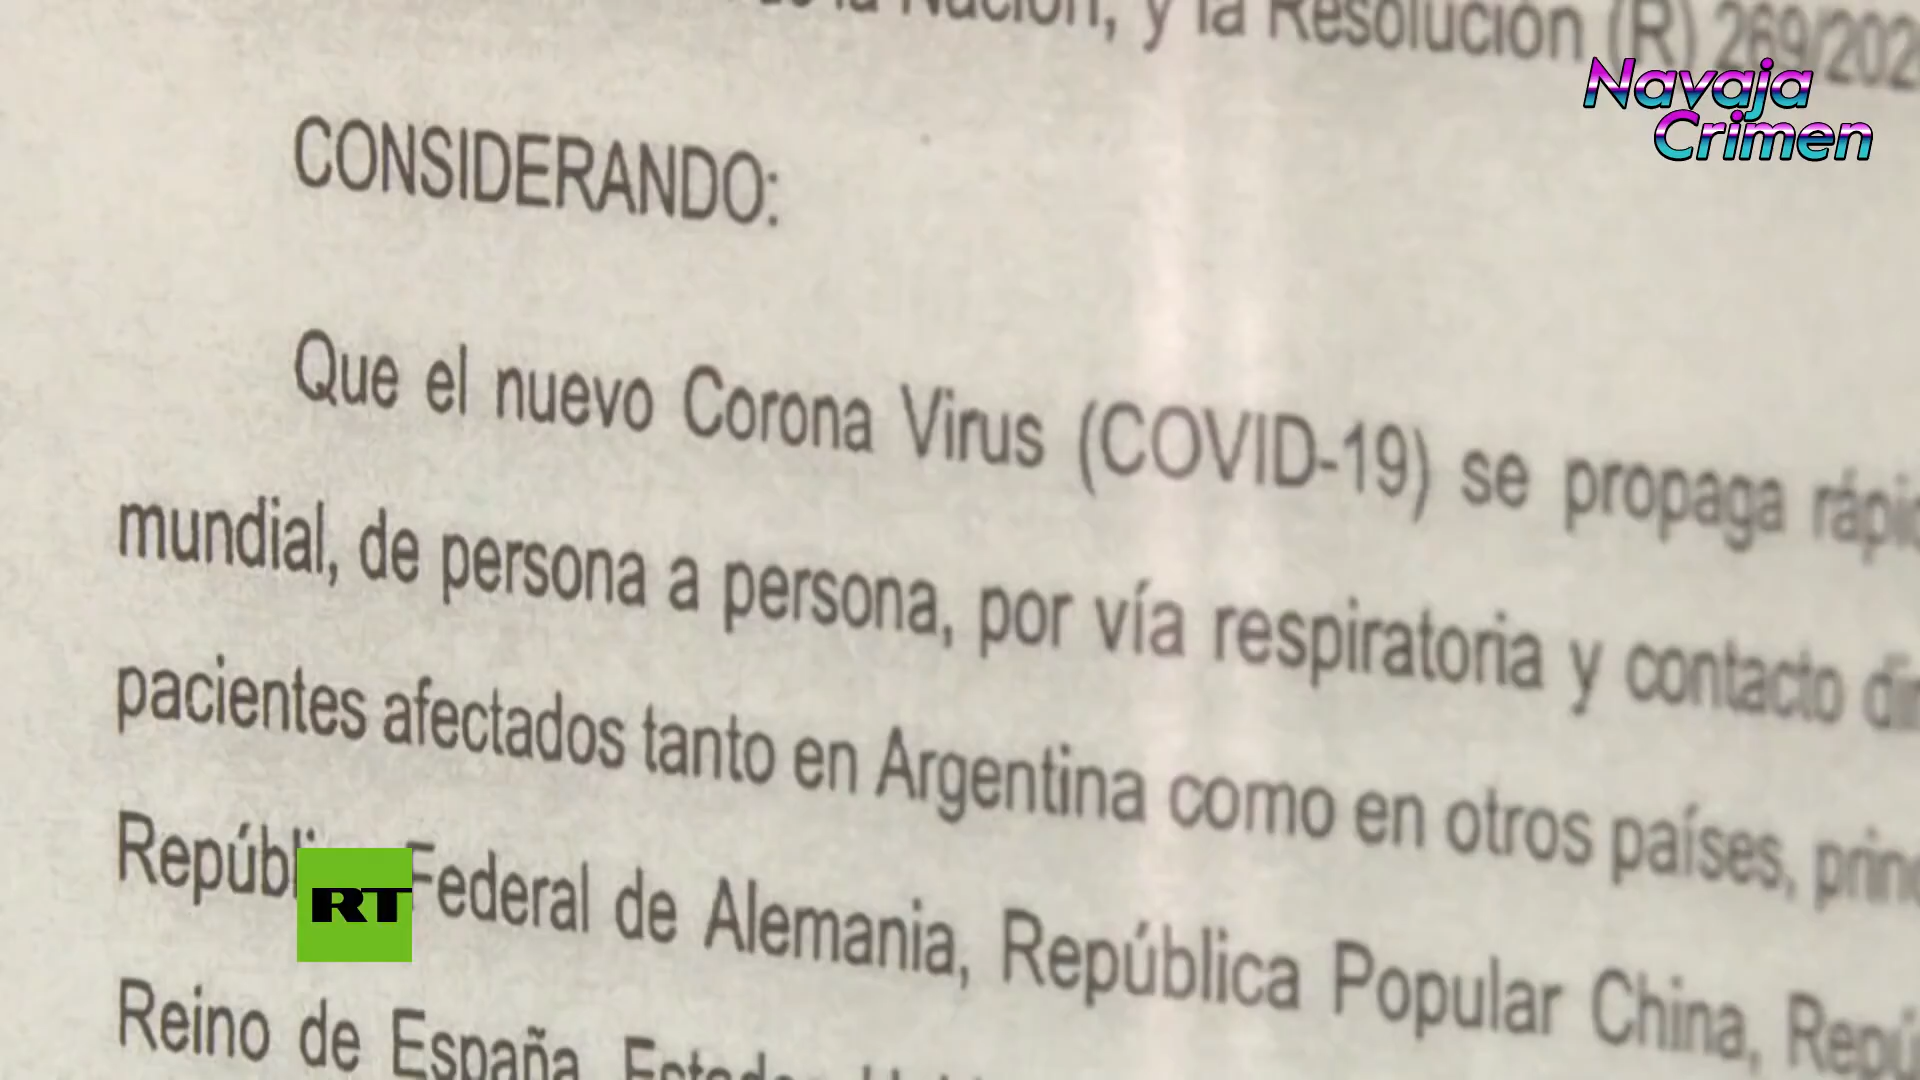 la Nación, y la Resolución (R) 269/202
Navaja
Crimen
CONSIDERANDO:
Que el nuevo Corona Virus (COVID-19) se propaga
mundial, de persona a persona, por vía respiratoria y contacto
pacientes afectados tanto en Argentina como en otros países,
Federal de Alemania, República Popular China,
RT
Reino de España,